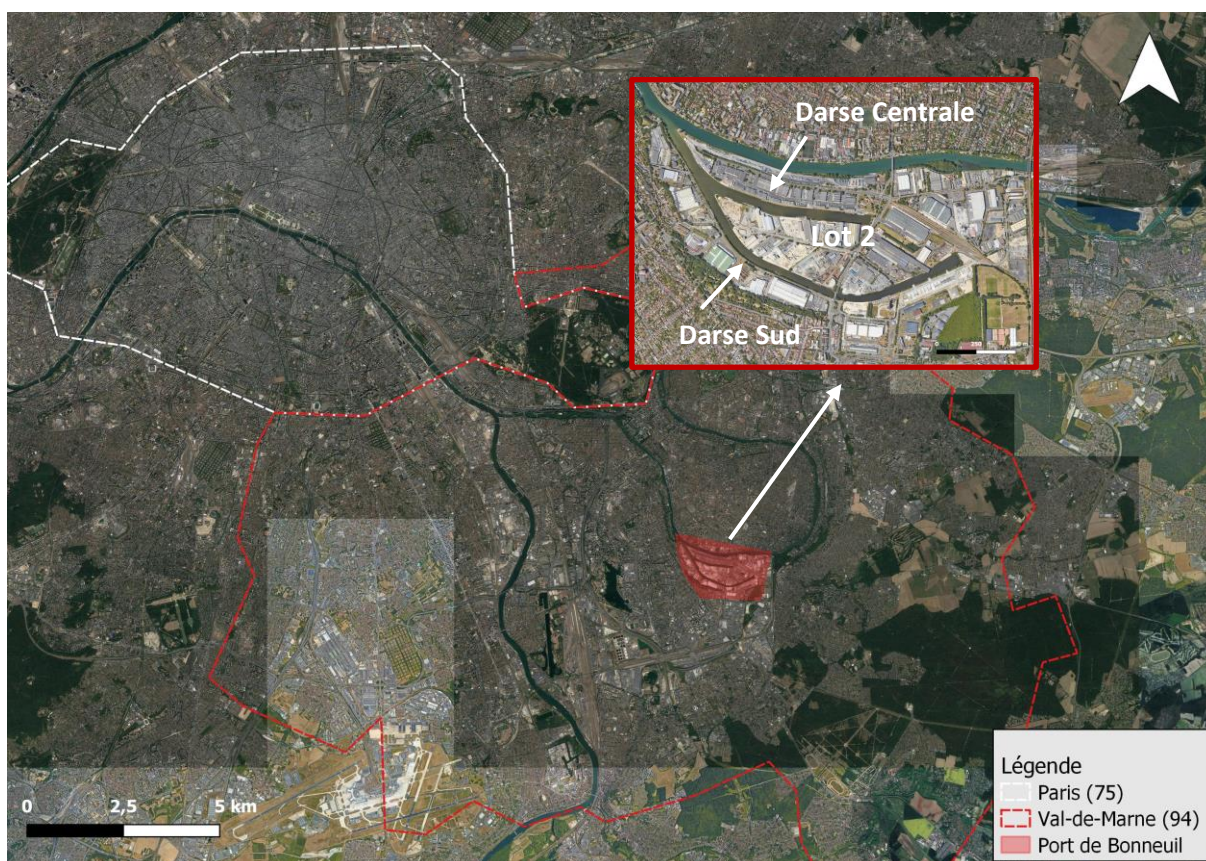 Darse Centrale
Lot 2
Darse Sud
0 2,5 5 km
Légende
Paris (75)
Val-de-Marne (94)
Port de Bonneuil